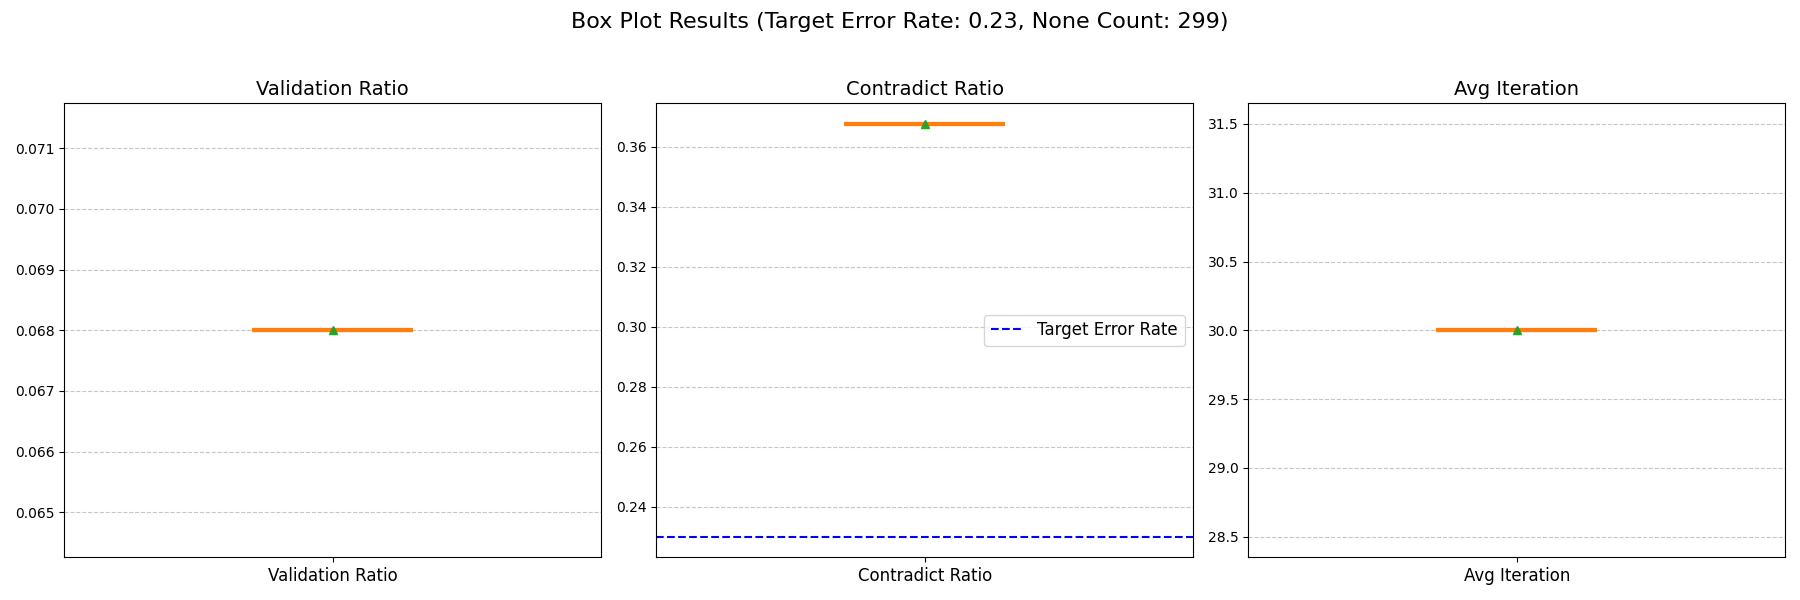 Box Plot Results (Target Error Rate: 0.23, None Count: 299)
Validation Ratio
0.071
0.070
0.069
0.068
0.067
0.066
0.065
Validation Ratio
Contradict Ratio
0.36
0.34
0.32
0.30
0.28
0.26
0.24
Target Error Rate
Contradict Ratio
Avg Iteration
31.5
31.0
30.5
30.0
29.5
29.0
28.5
Avg Iteration